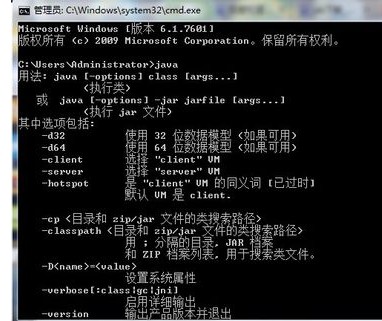 管理员: C:\Windows\system32\cmd.exe
Microsoft Windows [版本 6.1.7601]
版权所有 (c) 2009 Microsoft Corporation。保留所有权利。
C:\Users\Administrator>java
用法: java [-options] class [args...]
(执行类)
或 java [-options] -jar jarfile [args...]
(执行 jar 文件)
其中选项包括:
-d32 使用 32 位数据模型 (如果可用)
-d64 使用 64 位数据模型 (如果可用)
-client 选择 "client" VM
-server 选择 "server" VM
-hotspot 是 "client" VM 的同义词 [已过时]
默认 VM 是 client.
-cp <目录和 zip/jar 文件的类搜索路径>
-classpath <目录和 zip/jar 文件的类搜索路径>
用 ; 分隔的目录, JAR 档案
和 ZIP 档案列表, 用于搜索类文件。
-D<name>=<value>
设置系统属性
-verbose[:class|gc|jni]
启用详细输出
-version 输出产品版本并退出